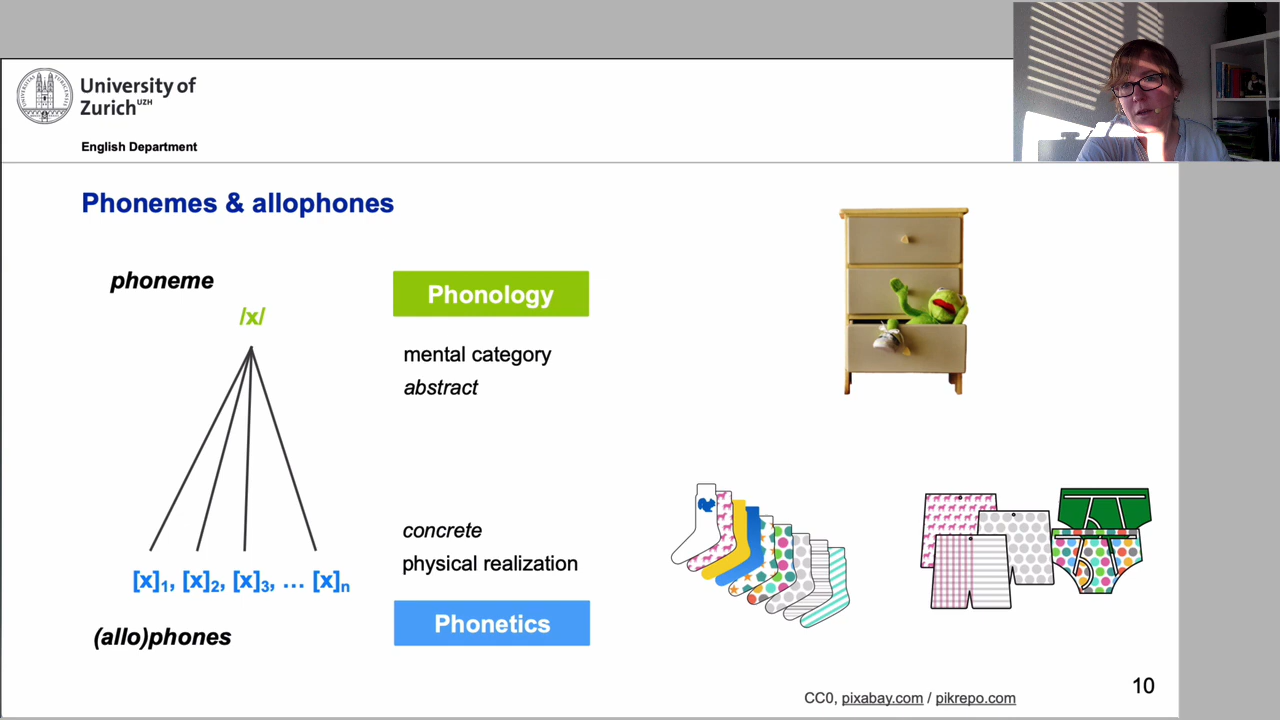 University of
Zurich UZH
English Department
Phonemes & allophones
phoneme
/x/
Phonology
mental category
abstract
concrete
physical realization
[x]1, [x]2, [x]3, … [x]n
(allo)phones
Phonetics
CC0, pixabay.com / pikrepo.com
10